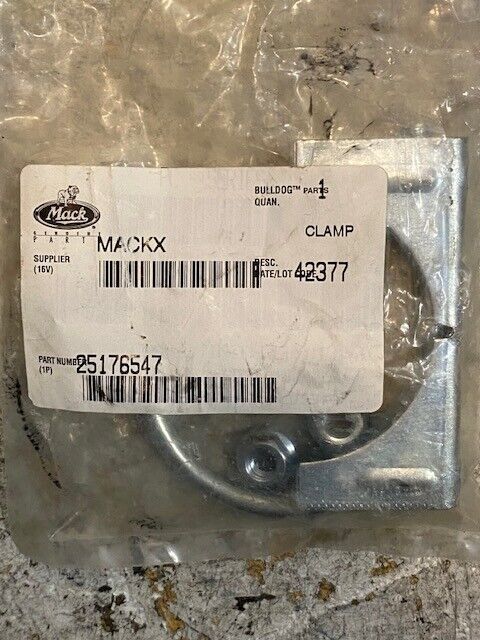 Mack
GENUINE
PARTS
BULLDOG™ PARTS
QUAN. 1
CLAMP
MACKX
SUPPLIER
(16V)
DESC.
DATE/LOT CODE 42377
PART NUMBER 25176547
(1P)